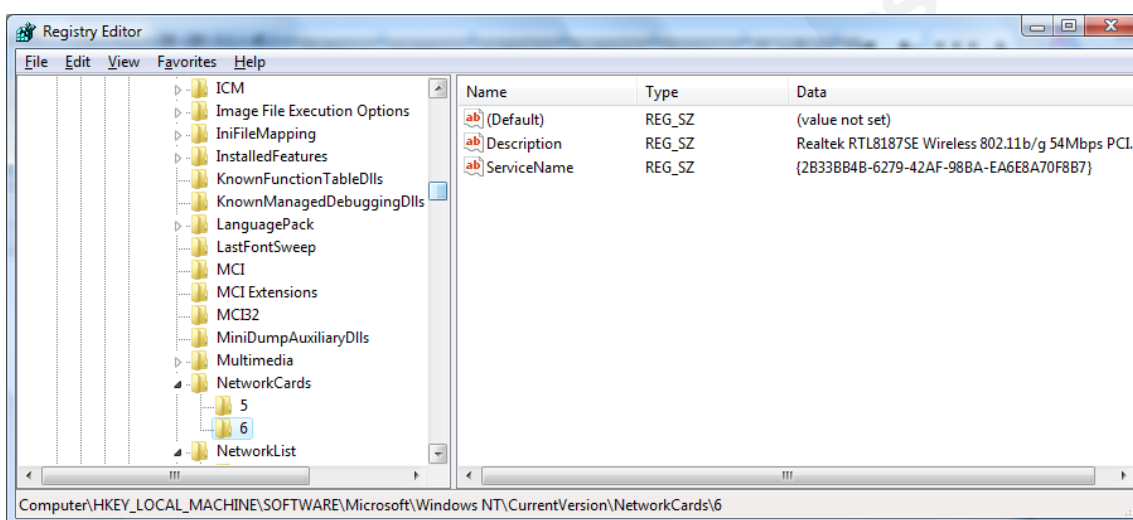 Registry Editor
File Edit View Favorites Help
ICM
Image File Execution Options
IniFileMapping
InstalledFeatures
KnownFunctionTableDlls
KnownManagedDebuggingDlls
LanguagePack
LastFontSweep
MCI
MCI Extensions
MCI32
MiniDumpAuxiliaryDlls
Multimedia
NetworkCards
5
6
NetworkList
Name Type Data
ab (Default) REG_SZ (value not set)
ab Description REG_SZ Realtek RTL8187SE Wireless 802.11b/g 54Mbps PCI.
ab ServiceName REG_SZ {2B33BB4B-6279-42AF-98BA-EA6E8A70F8B7}
Computer\HKEY_LOCAL_MACHINE\SOFTWARE\Microsoft\Windows NT\CurrentVersion\NetworkCards\6